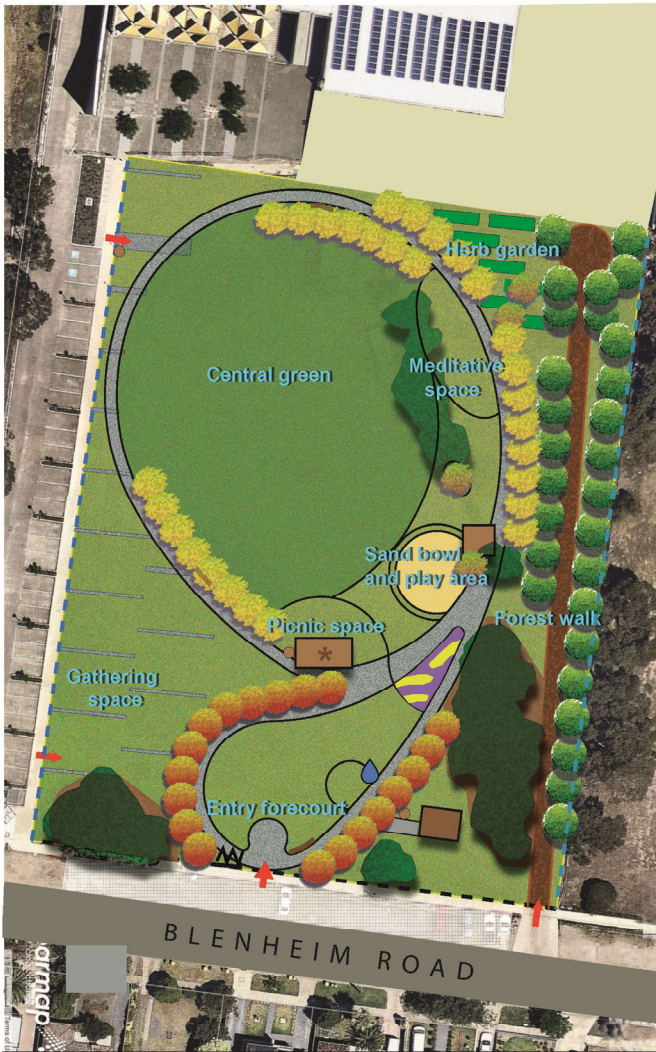 Herb garden
Meditative
space
Central green
Sand bowl
and play area
Forest walk
Picnic space
Gathering
space
Entry forecourt
BLENHEIM ROAD